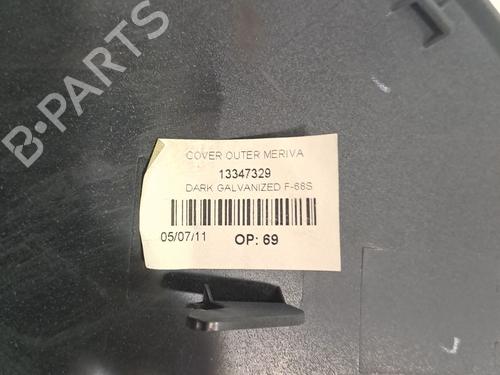 B-PARTS
COVER OUTER MERIVA
13347329
DARK GALVANIZED F-68S
05/07/11 OP: 69